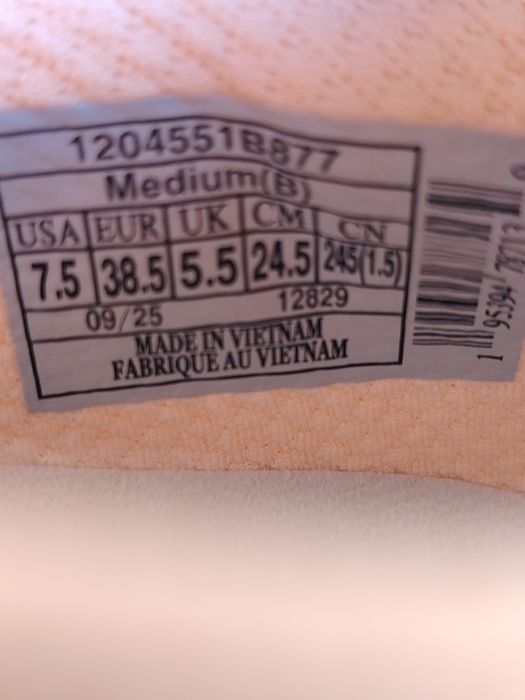 1204551B877
Medium(B)
USA EUR UK CM CN
7.5 38.5 5.5 24.5 245(1.5)
09/25 12829
MADE IN VIETNAM
FABRIQUE AU VIETNAM